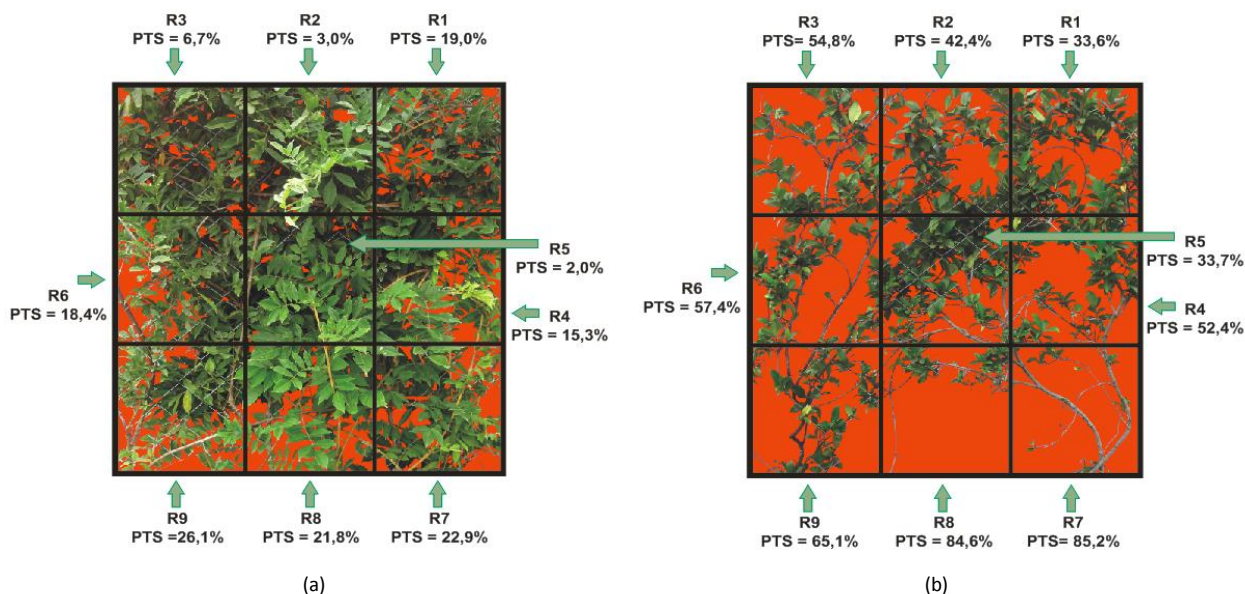 R3
PTS = 6,7%
R2
PTS = 3,0%
R1
PTS = 19,0%
R5
PTS = 2,0%
R6
PTS = 18,4%
R4
PTS = 15,3%
R9
PTS =26,1%
R8
PTS = 21,8%
R7
PTS = 22,9%
(a)
R3
PTS= 54,8%
R2
PTS = 42,4%
R1
PTS = 33,6%
R5
PTS = 33,7%
R6
PTS = 57,4%
R4
PTS = 52,4%
R9
PTS = 65,1%
R8
PTS = 84,6%
R7
PTS= 85,2%
(b)